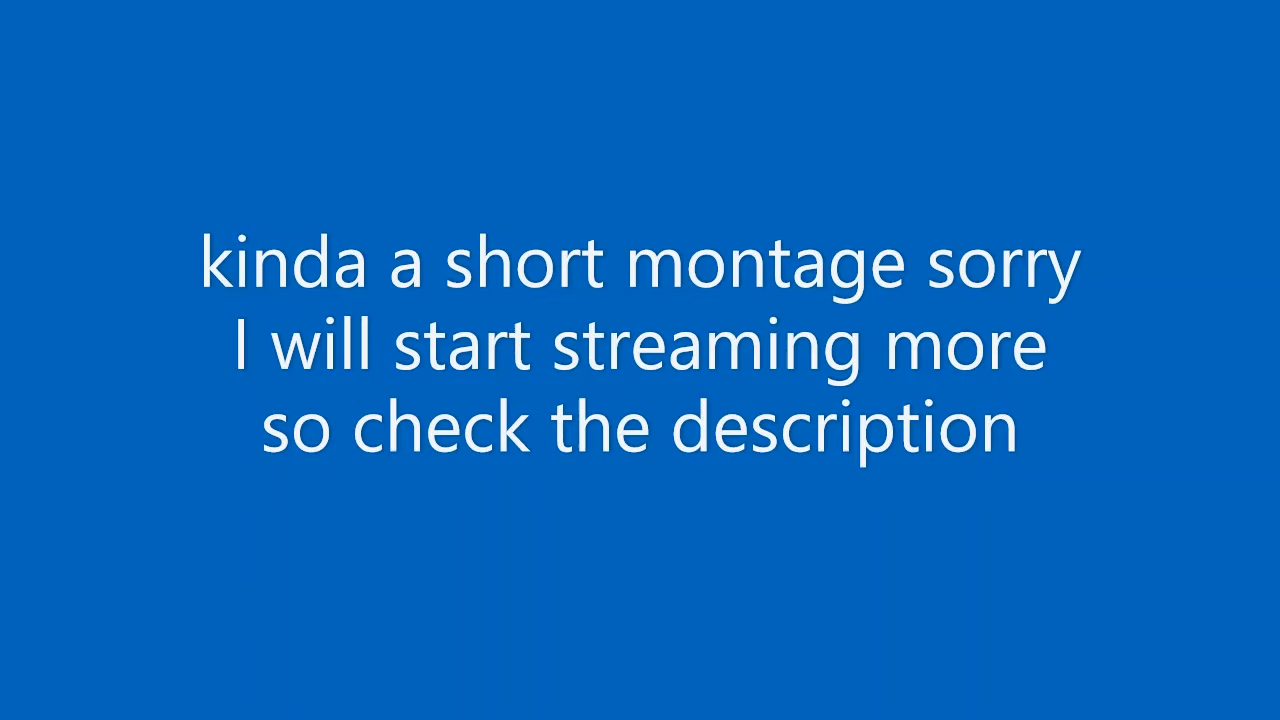 kinda a short montage sorry
I will start streaming more
so check the description